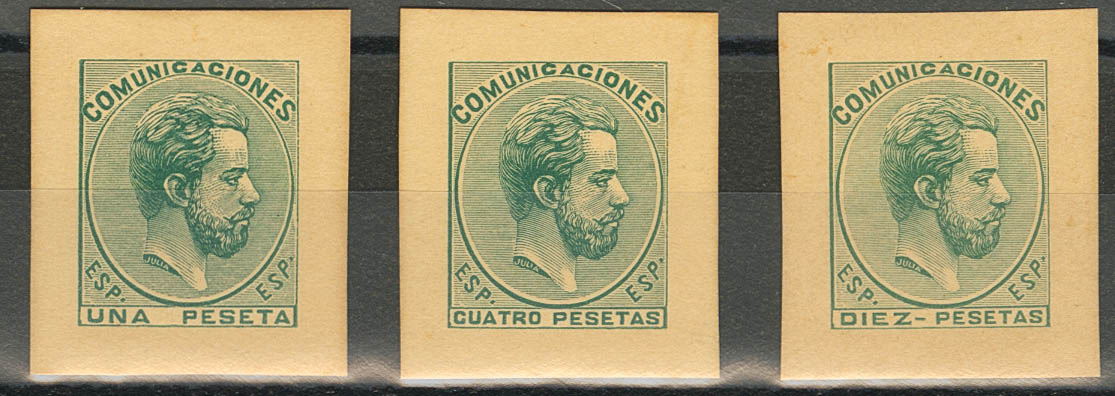 COMUNICACIONES
JULIA
ESP. ESP.
UNA PESETA
COMUNICACIONES
JULIA
ESP. ESP.
CUATRO PESETAS
COMUNICACIONES
JULIA
ESP. ESP.
DIEZ- PESETAS